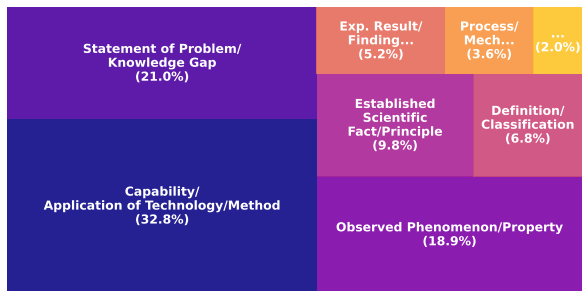 Statement of Problem/
Knowledge Gap
(21.0%)
Capability/
Application of Technology/Method
(32.8%)
Exp. Result/
Finding...
(5.2%)
Process/
Mech...
(3.6%)
...
(2.0%)
Established
Scientific
Fact/Principle
(9.8%)
Definition/
Classification
(6.8%)
Observed Phenomenon/Property
(18.9%)